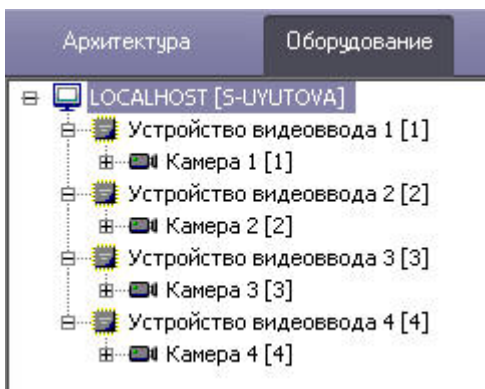 Архитектура Оборудование
LOCALHOST [S-UYUTOVA]
Устройство видеоввода 1 [1]
Камера 1 [1]
Устройство видеоввода 2 [2]
Камера 2 [2]
Устройство видеоввода 3 [3]
Камера 3 [3]
Устройство видеоввода 4 [4]
Камера 4 [4]